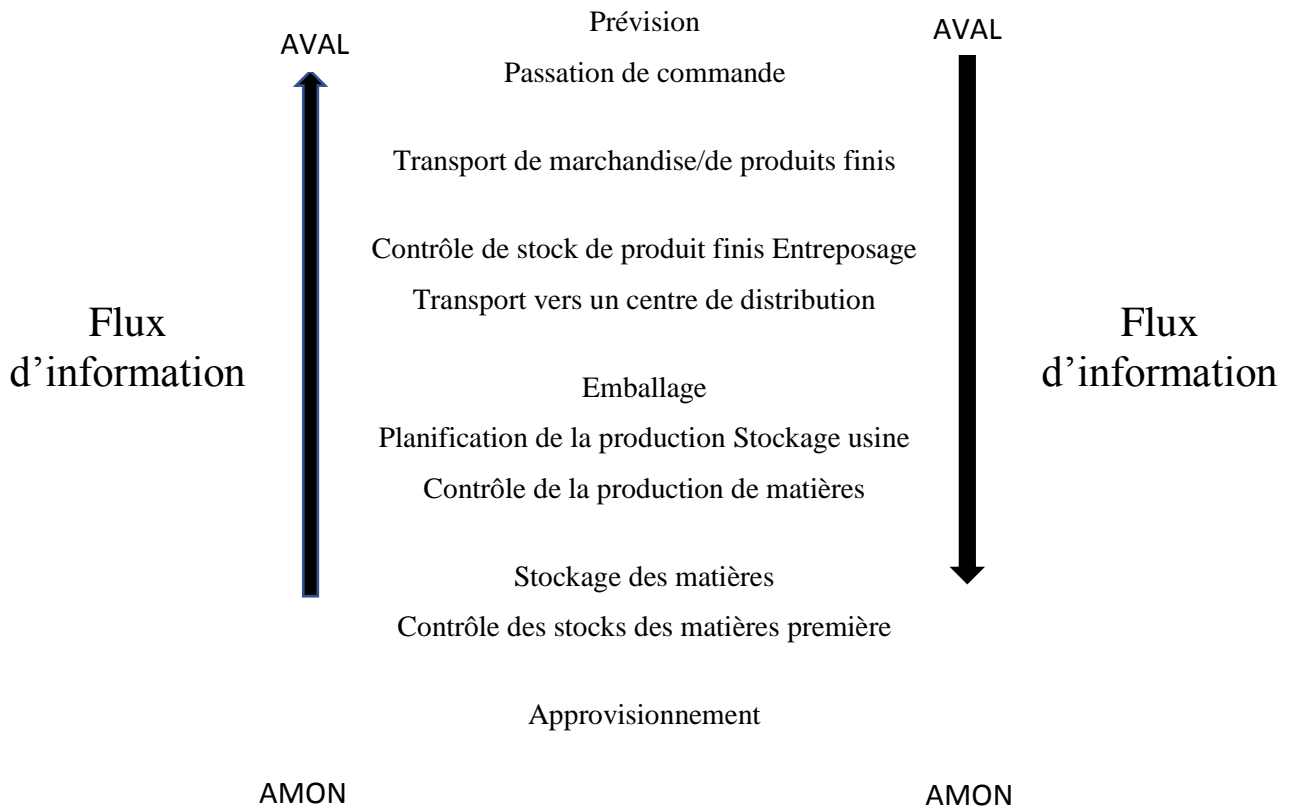 Prévision
AVAL
AVAL
Passation de commande
Transport de marchandise/de produits finis
Contrôle de stock de produit finis Entreposage
Transport vers un centre de distribution
Flux
d’information
Flux
d’information
Emballage
Planification de la production Stockage usine
Contrôle de la production de matières
Stockage des matières
Contrôle des stocks des matières première
Approvisionnement
AMON
AMON